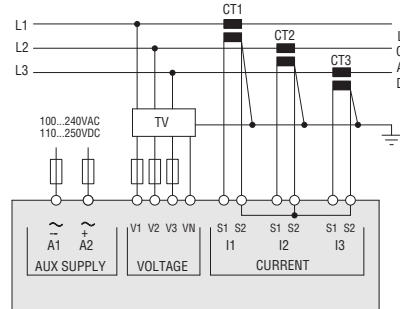 CT1
L1
L2
CT2
L3
CT3
L
O
A
D
100...240VAC
110...250VDC
TV
~
~
– +
A1 A2
V1 V2 V3 VN
S1 S2 S1 S2 S1 S2
I1 I2 I3
AUX SUPPLY VOLTAGE CURRENT